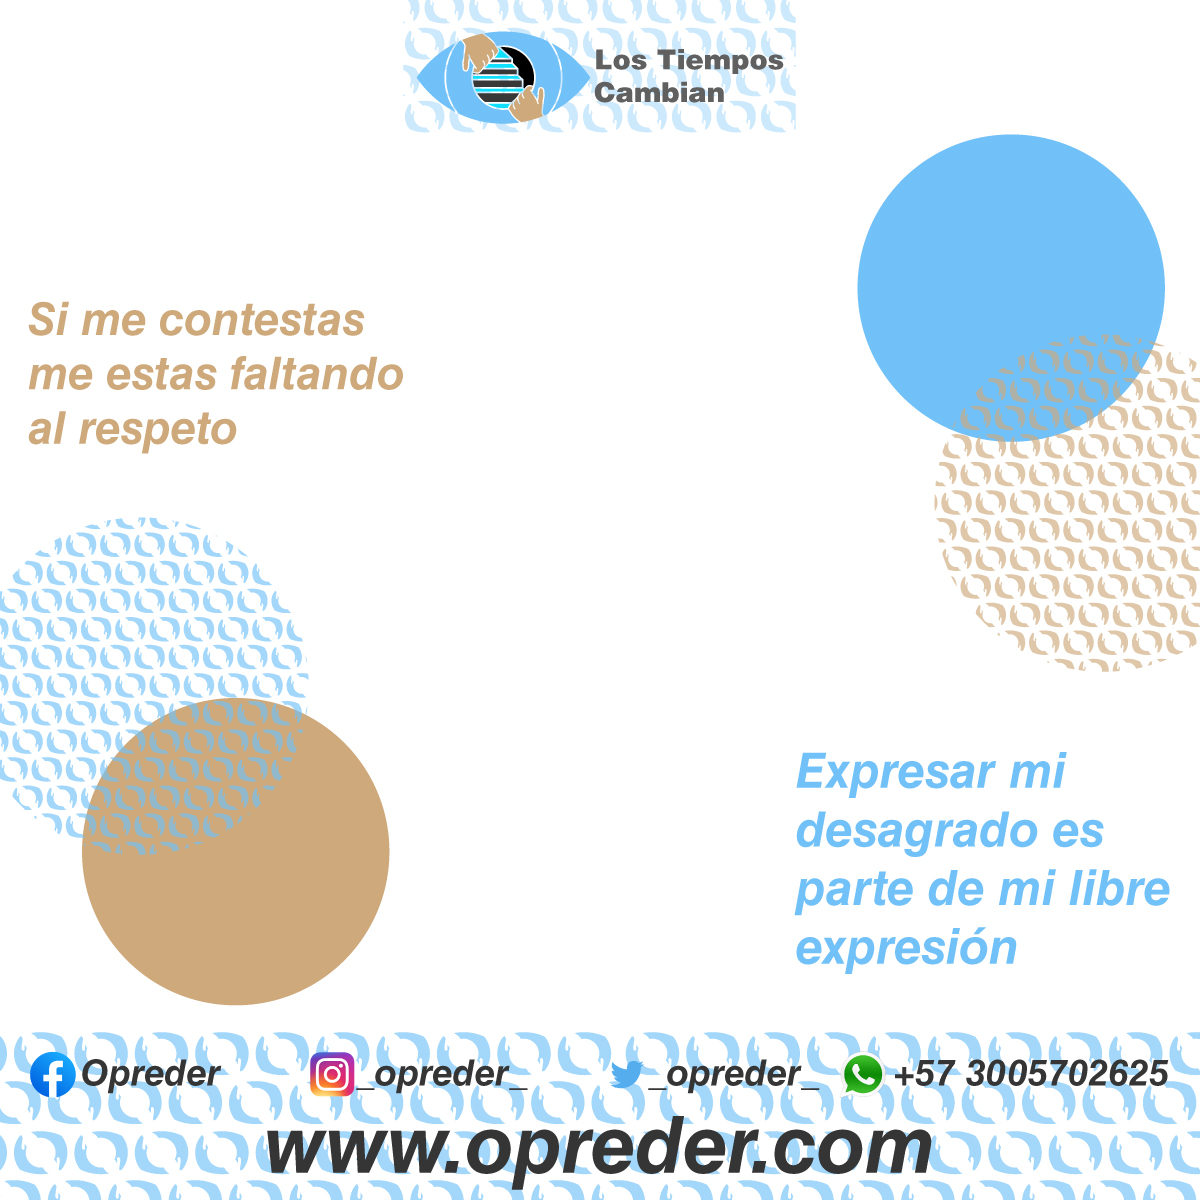 Los Tiempos
Cambian
Si me contestas
me estas faltando
al respeto
Expresar mi
desagrado es
parte de mi libre
expresión
Opreder
_opreder_
_opreder_
+57 3005702625
www.opreder.com